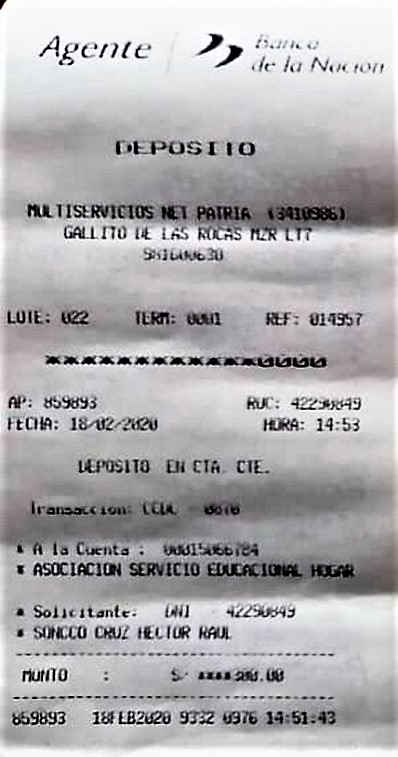 Agente Banco
de la Nación
DEPOSITO
MULTISERVICIOS NET PATRIA (3410986)
GALLITO DE LAS ROCAS MZR LT7
981600630
LOTE: 022 TERM: 0001 REF: 014957
************0000
AP: 859893 RUC: 42290849
FECHA: 18/02/2020 HORA: 14:53
DEPOSITO EN CTA. CTE.
Transaccion: CCDC - 0870
* A la Cuenta : 00015066784
* ASOCIACION SERVICIO EDUCACIONAL HOGAR
* Solicitante: DNI - 42290849
* SONCCO CRUZ HECTOR RAUL
MONTO : S/ ****300.00
859893 18FEB2020 9332 0976 14:51:43